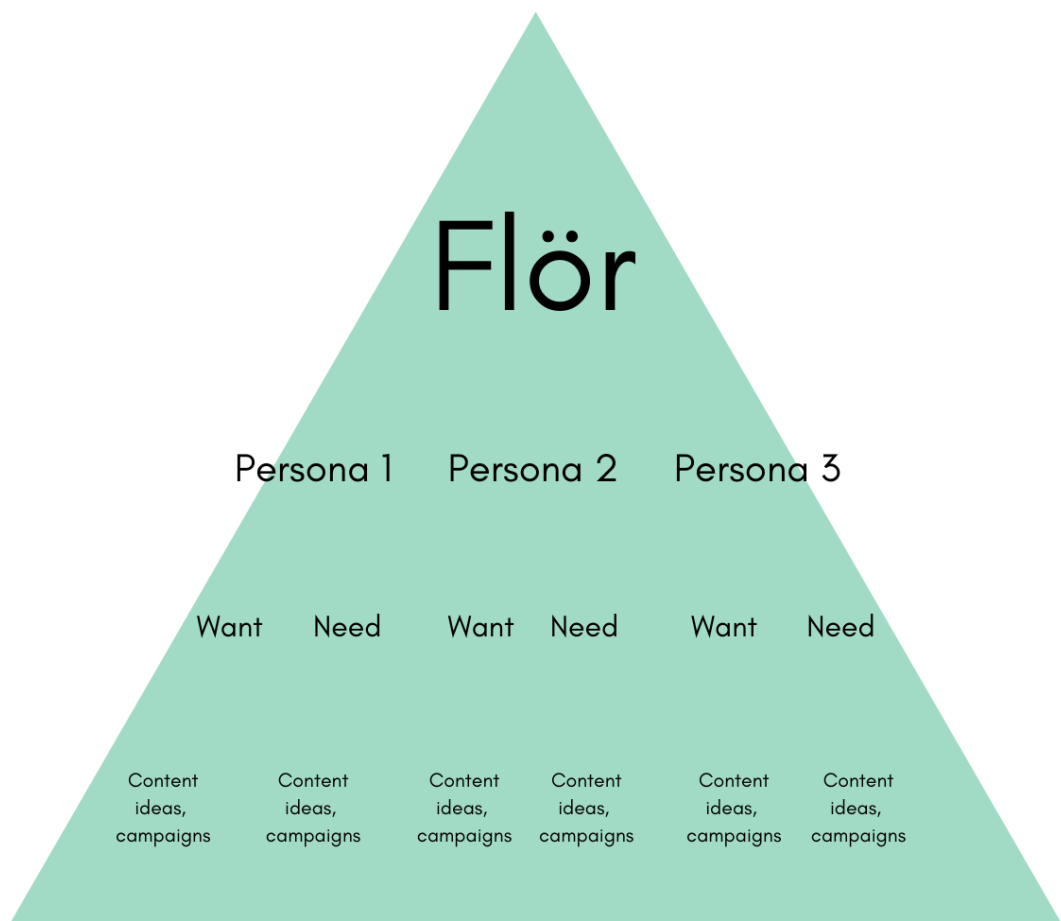 Flör
Persona 1 Persona 2 Persona 3
Want Need Want Need Want Need
Content Content Content Content Content Content
ideas, ideas, ideas, ideas, ideas, ideas,
campaigns campaigns campaigns campaigns campaigns campaigns